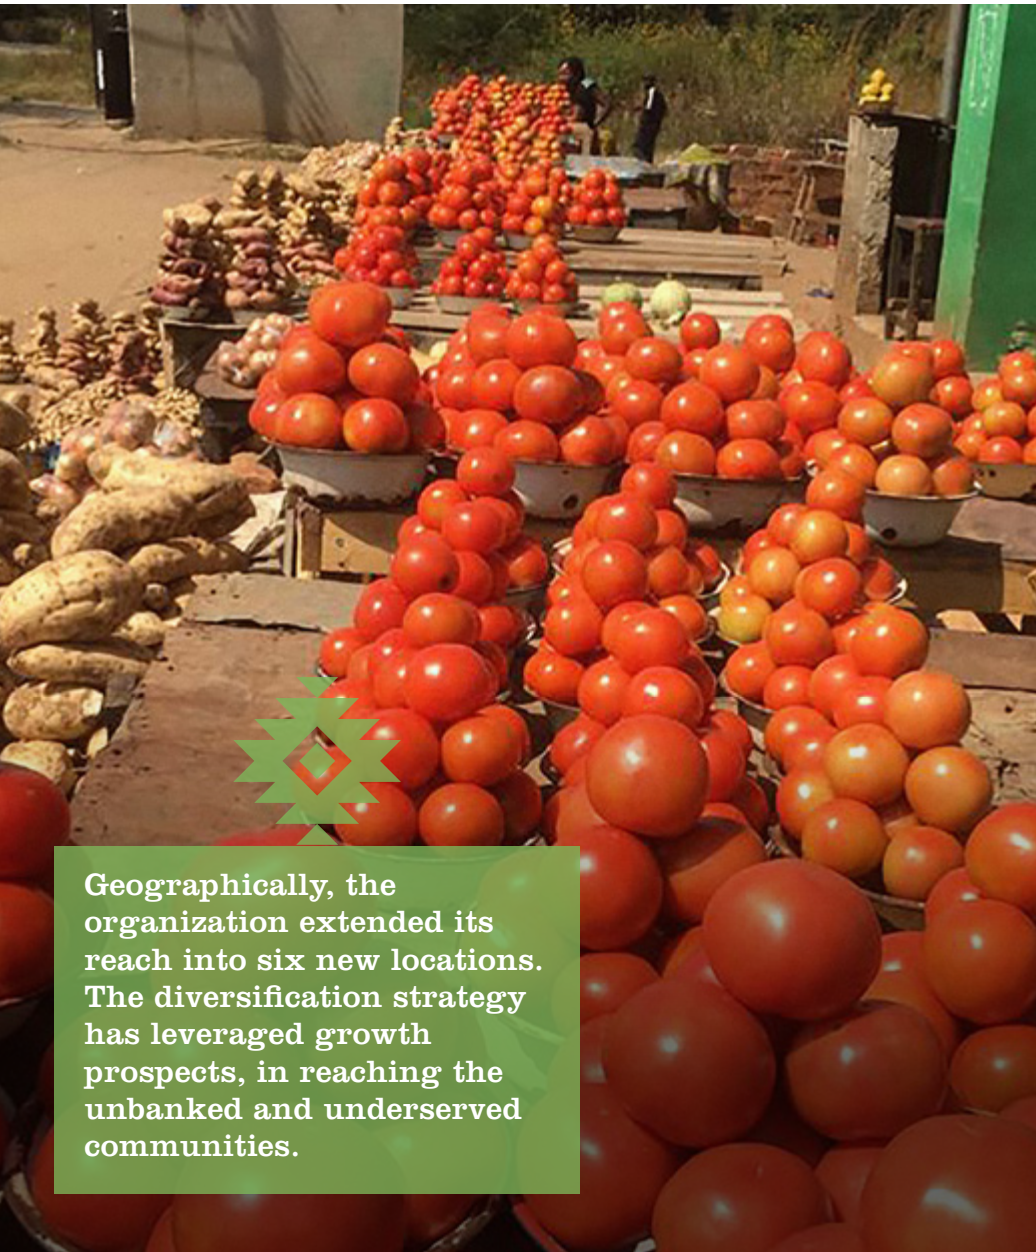 Geographically, the
organization extended its
reach into six new locations.
The diversification strategy
has leveraged growth
prospects, in reaching the
unbanked and underserved
communities.